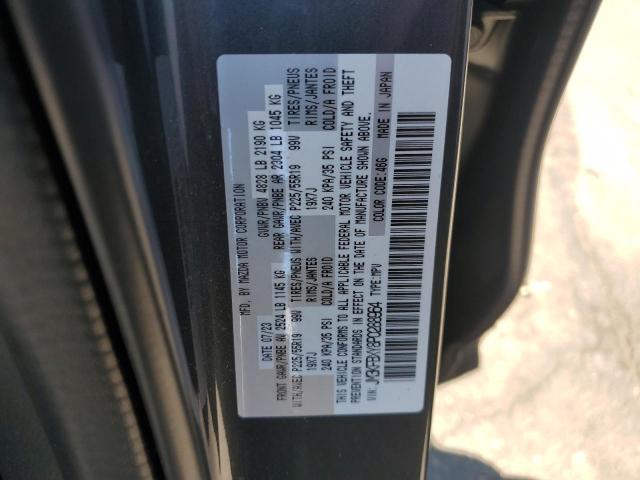 MFD. BY MAZDA MOTOR CORPORATION
DATE 07/23 GVWR/PNBV 4828 LB 2190 KG
FRONT GAWR/PNBE AV 2524 LB 1145 KG REAR GAWR/PNBE AR 2304 LB 1045 KG
WITH/AVEC P225/55R19 99V TIRES/PNEUS WITH/AVEC P225/55R19 99V TIRES/PNEUS
19X7J RIMS/JANTES 19X7J RIMS/JANTES
240 KPA/35 PSI COLD/A FROID 240 KPA/35 PSI COLD/A FROID
THIS VEHICLE CONFORMS TO ALL APPLICABLE FEDERAL MOTOR VEHICLE SAFETY AND THEFT
PREVENTION STANDARDS IN EFFECT ON THE DATE OF MANUFACTURE SHOWN ABOVE.
VIN: TYPE:MPV COLOR CODE:46G MADE IN JAPAN